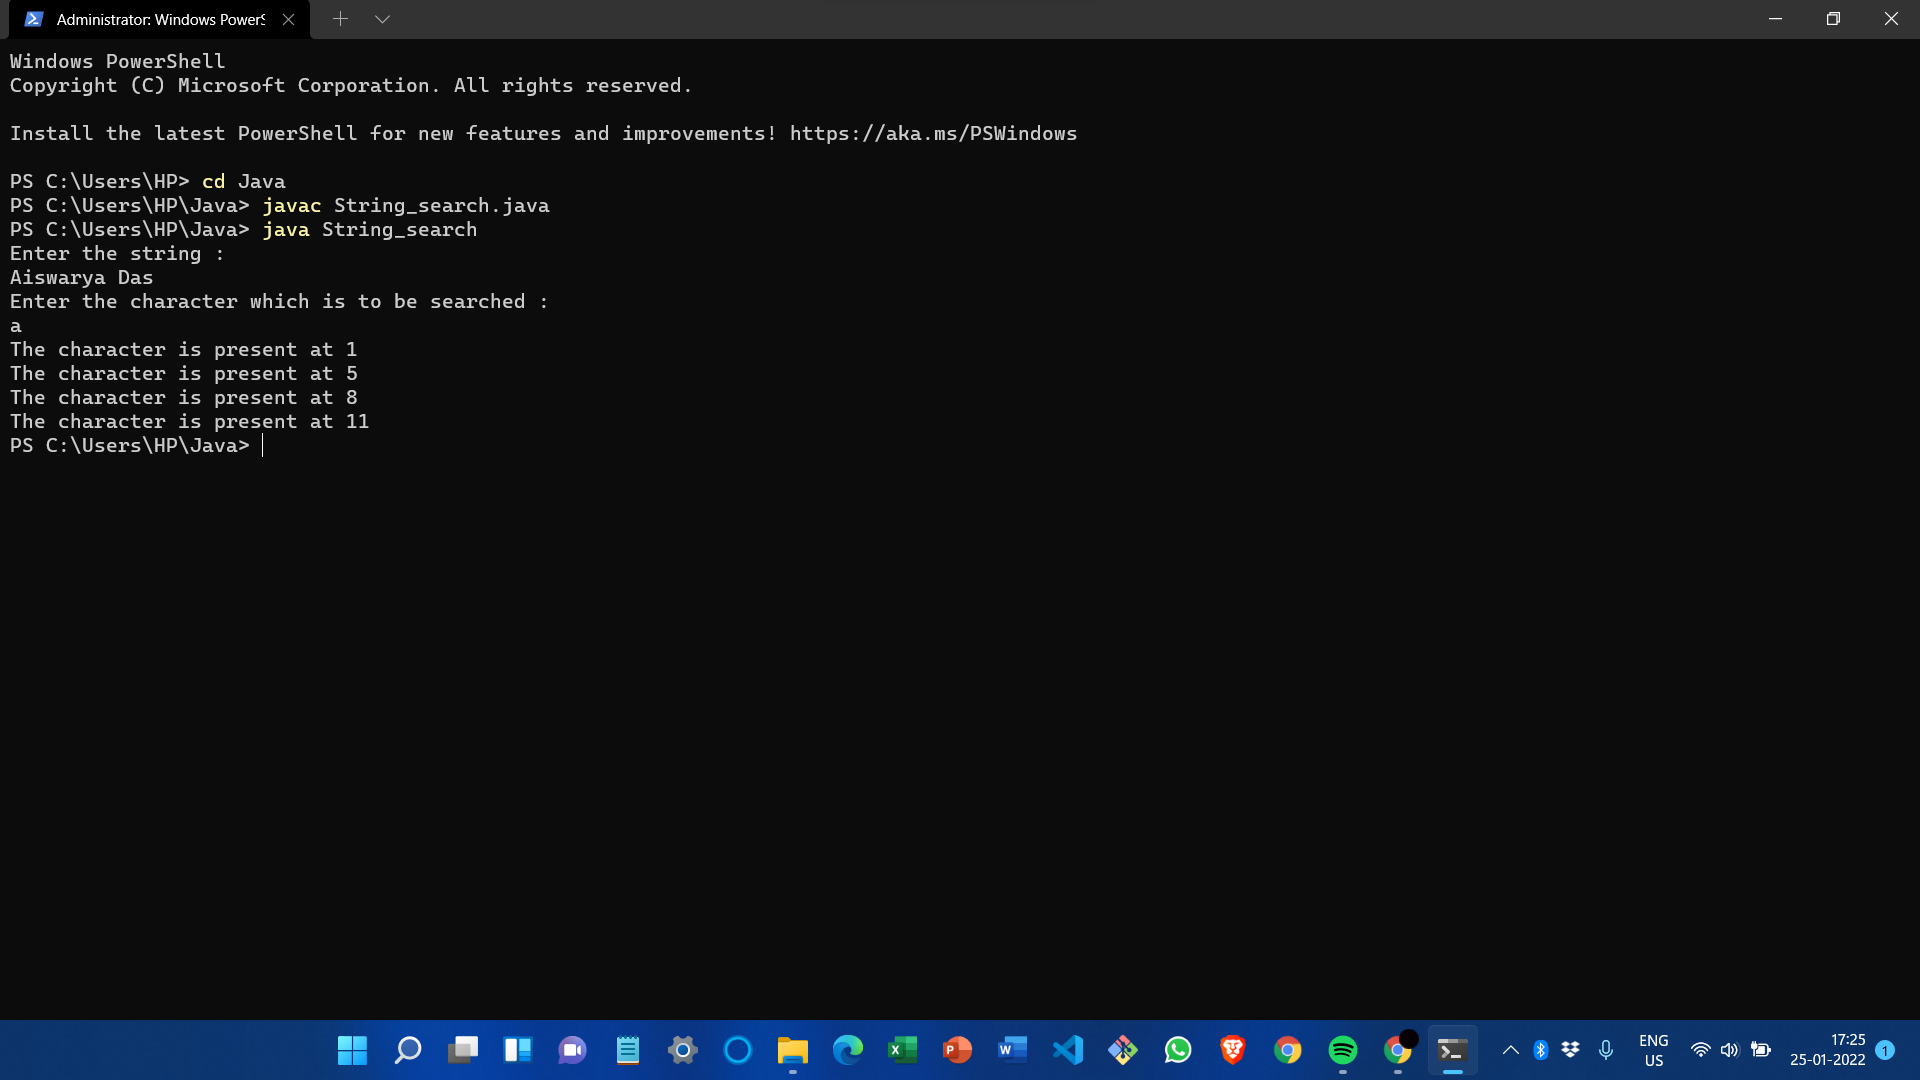 Administrator: Windows PowerS
Windows PowerShell
Copyright (C) Microsoft Corporation. All rights reserved.
Install the latest PowerShell for new features and improvements! https://aka.ms/PSWindows
PS C:\Users\HP> cd Java
PS C:\Users\HP\Java> javac String_search.java
PS C:\Users\HP\Java> java String_search
Enter the string :
Aiswarya Das
Enter the character which is to be searched :
a
The character is present at 1
The character is present at 5
The character is present at 8
The character is present at 11
PS C:\Users\HP\Java>
ENG
US
17:25
25-01-2022
1